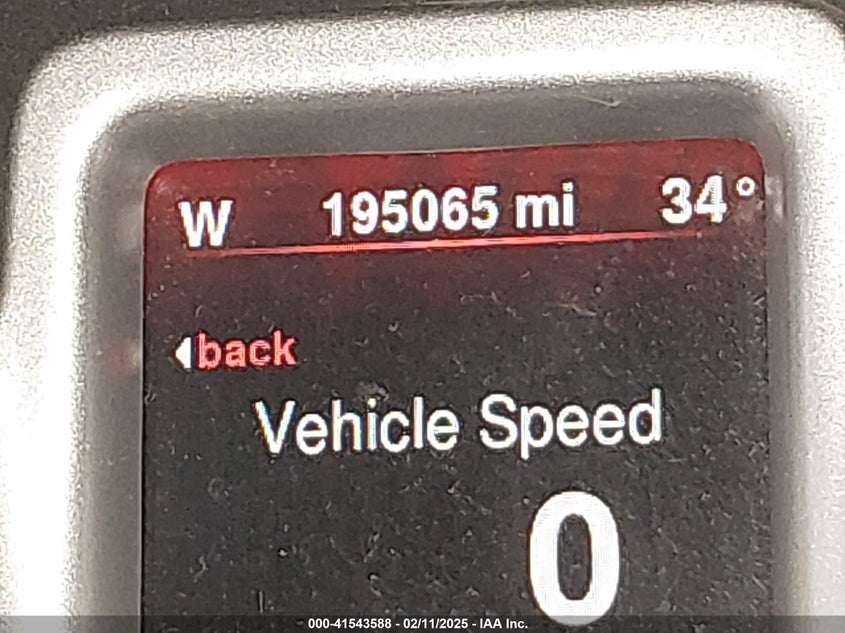 W 195065 mi 34°
back
Vehicle Speed
0
000-41543588 - 02/11/2025 - IAA Inc.